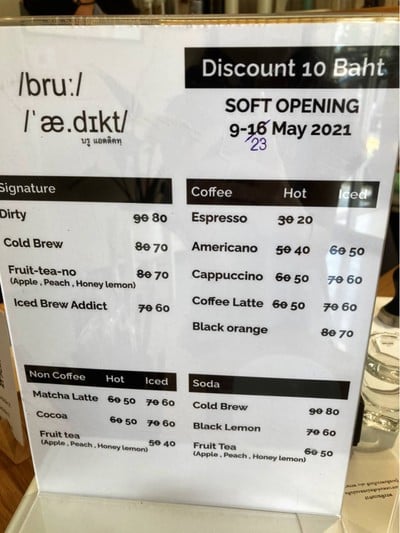 /bruː/
/ˈæ.dɪkt/
บรู แอดดิคทฺ
Discount 10 Baht
SOFT OPENING
9-16 May 2021
23
Signature
Dirty 90 80
Cold Brew 80 70
Fruit-tea-no 80 70
(Apple , Peach , Honey lemon)
Iced Brew Addict 70 60
Coffee Hot Iced
Espresso 30 20
Americano 50 40 60 50
Cappuccino 60 50 70 60
Coffee Latte 60 50 70 60
Black orange 80 70
Non Coffee Hot Iced
Matcha Latte 60 50 70 60
Cocoa 60 50 70 60
Fruit tea 50 40
(Apple , Peach , Honey lemon)
Soda
Cold Brew 90 80
Black Lemon 70 60
Fruit Tea 60 50
(Apple , Peach , Honey lemon)